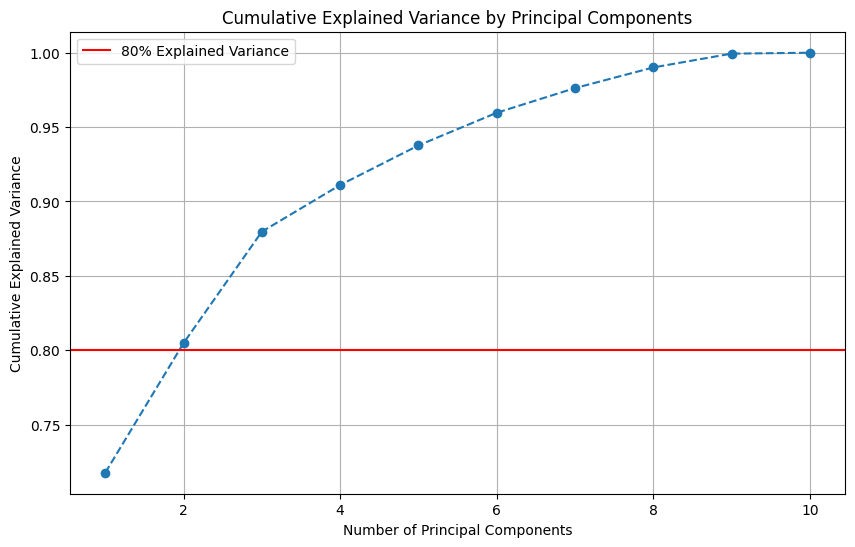 Cumulative Explained Variance by Principal Components
80% Explained Variance
Cumulative Explained Variance
1.00
0.95
0.90
0.85
0.80
0.75
2 4 6 8 10
Number of Principal Components